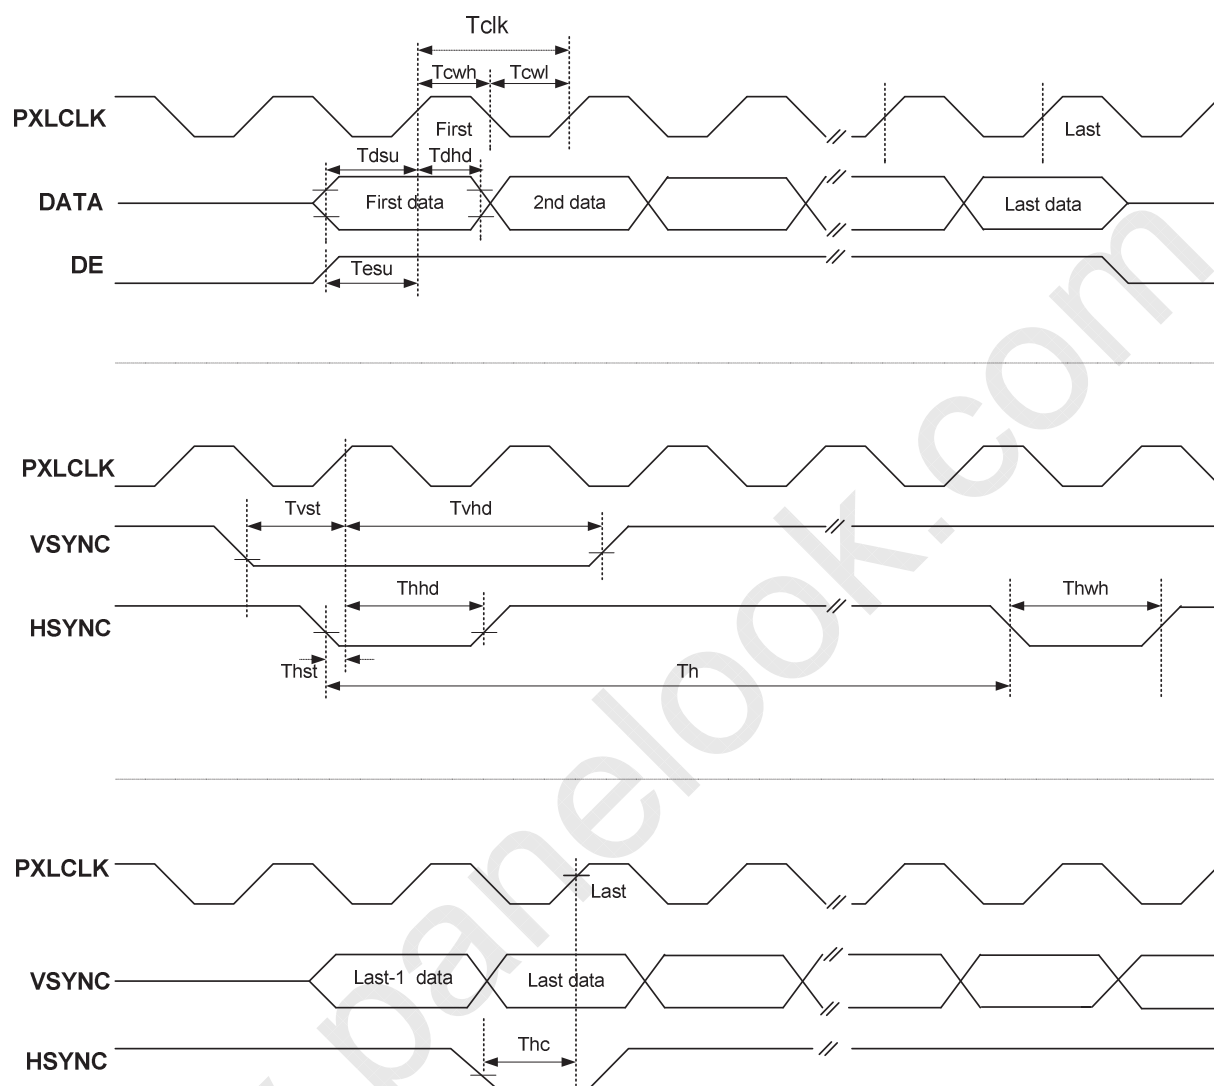 Tclk
Tcwh Tcwl
PXLCLK
First
Last
Tdsu Tdhd
DATA
First data
2nd data
Last data
DE
Tesu
PXLCLK
Tvst
Tvhd
VSYNC
Thhd
Thwh
HSYNC
Thst
Th
PXLCLK
Last
VSYNC
Last-1 data
Last data
Thc
HSYNC
panelook.com